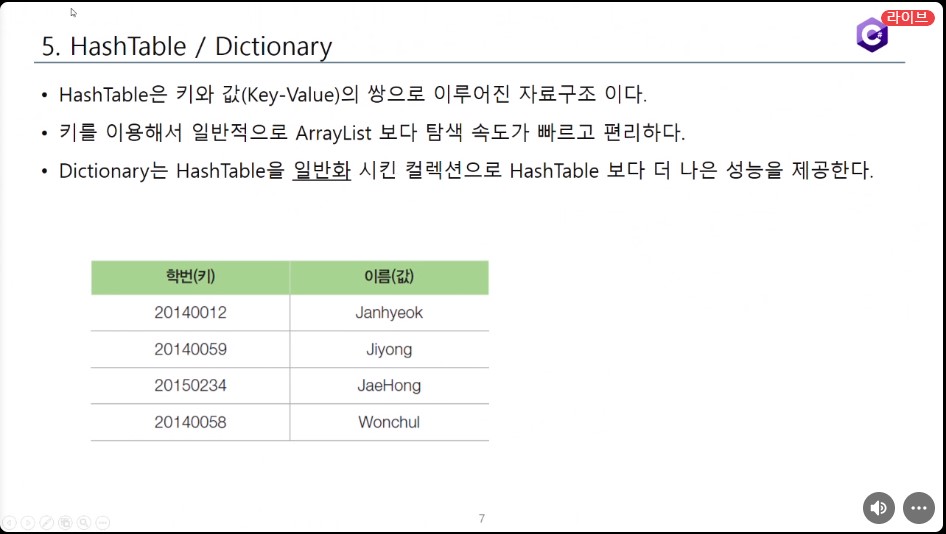 라이브
5. HashTable / Dictionary
C#
• HashTable은 키와 값(Key-Value)의 쌍으로 이루어진 자료구조 이다.
• 키를 이용해서 일반적으로 ArrayList 보다 탐색 속도가 빠르고 편리하다.
• Dictionary는 HashTable을 일반화 시킨 컬렉션으로 HashTable 보다 더 나은 성능을 제공한다.
학번(키) 이름(값)
20140012 Janhyeok
20140059 Jiyong
20150234 JaeHong
20140058 Wonchul
7